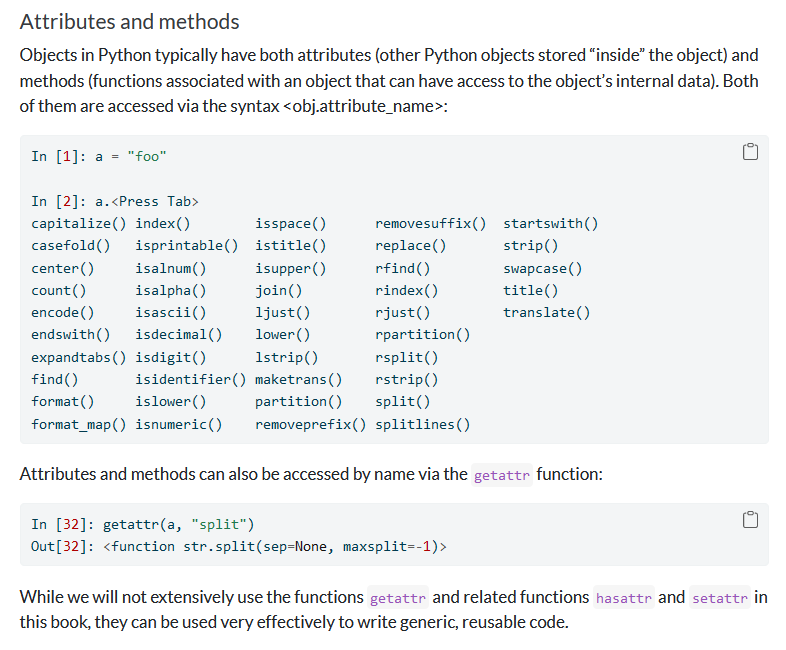 Attributes and methods
Objects in Python typically have both attributes (other Python objects stored “inside” the object) and
methods (functions associated with an object that can have access to the object’s internal data). Both
of them are accessed via the syntax <obj.attribute_name>:
In [1]: a = "foo"
In [2]: a.<Press Tab>
capitalize() index() isspace() removesuffix() startswith()
casefold() isprintable() istitle() replace() strip()
center() isalnum() isupper() rfind() swapcase()
count() isalpha() join() rindex() title()
encode() isascii() ljust() rjust() translate()
endswith() isdecimal() lower() rpartition()
expandtabs() isdigit() lstrip() rsplit()
find() isidentifier() maketrans() rstrip()
format() islower() partition() split()
format_map() isnumeric() removeprefix() splitlines()
Attributes and methods can also be accessed by name via the getattr function:
In [32]: getattr(a, "split")
Out[32]: <function str.split(sep=None, maxsplit=-1)>
While we will not extensively use the functions getattr and related functions hasattr and setattr in
this book, they can be used very effectively to write generic, reusable code.